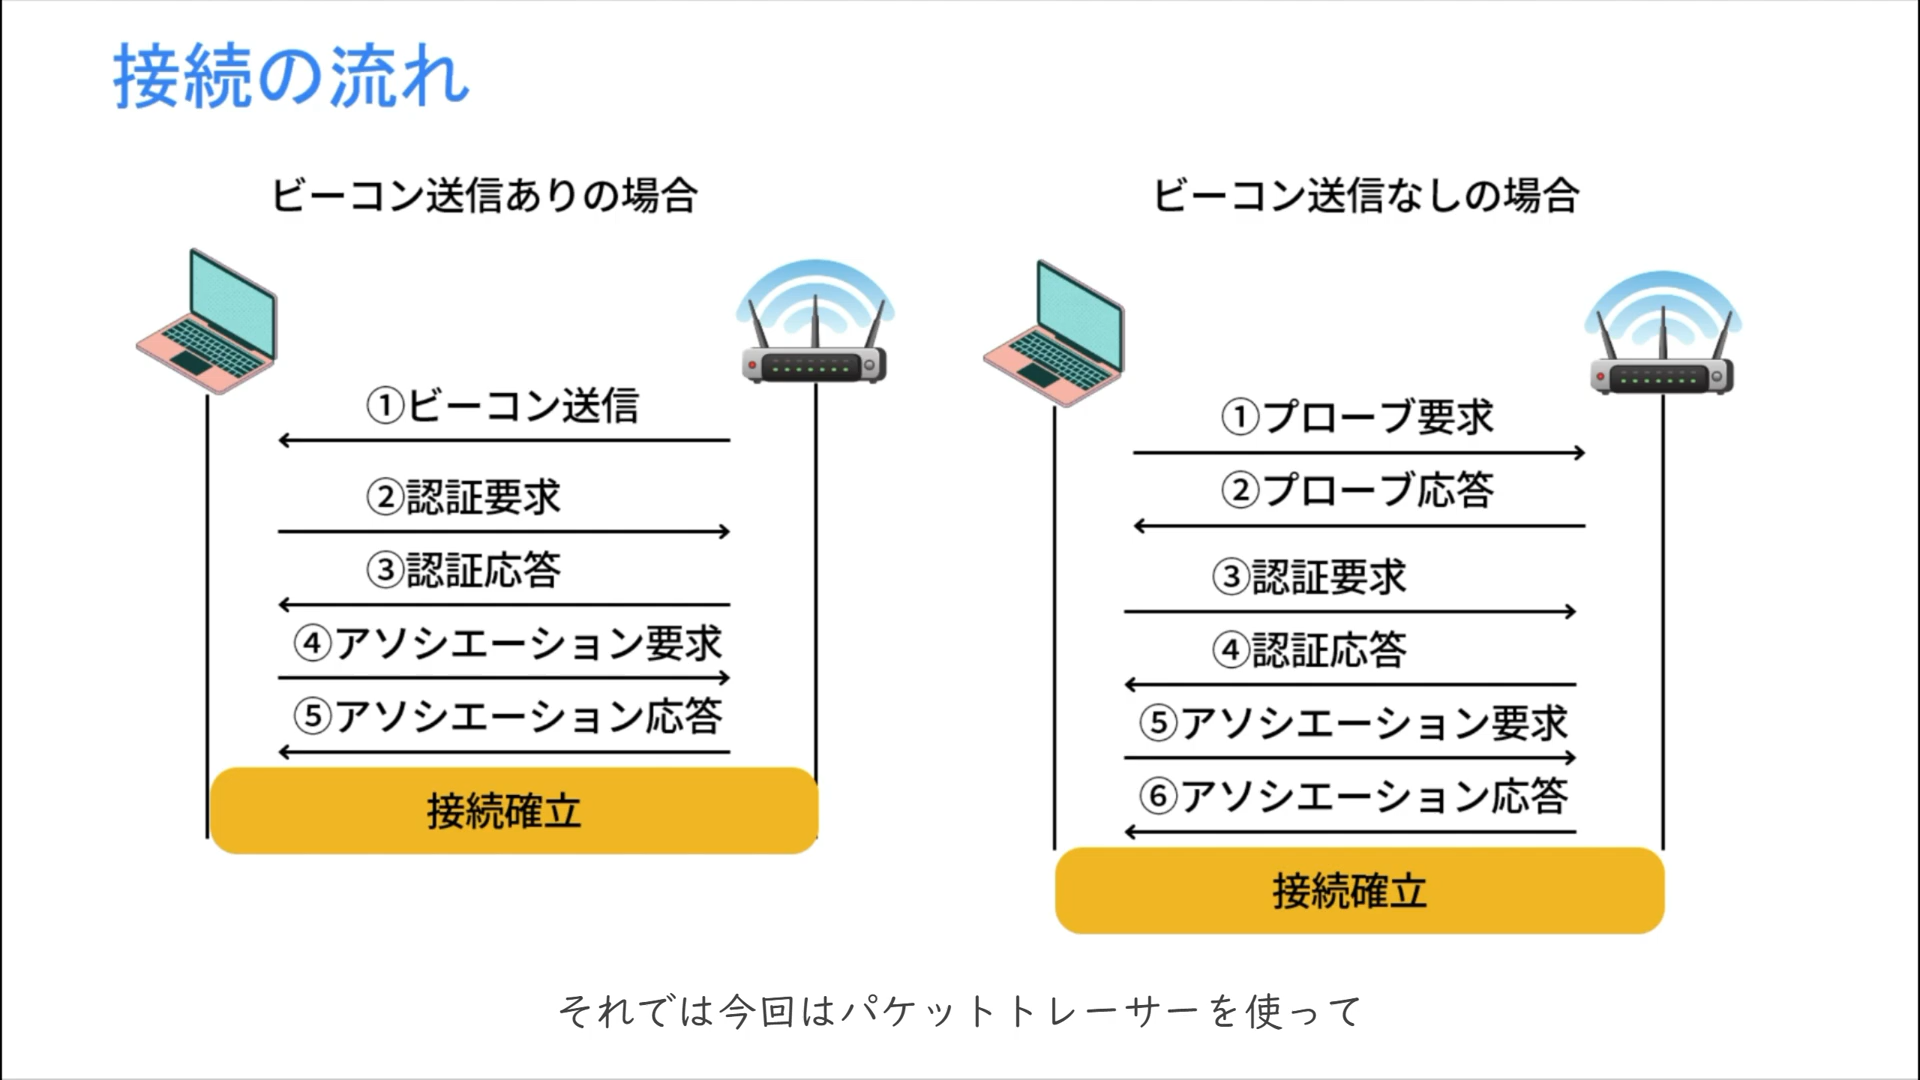 接続の流れ
ビーコン送信ありの場合
①ビーコン送信
②認証要求
③認証応答
④アソシエーション要求
⑤アソシエーション応答
接続確立
ビーコン送信なしの場合
①プローブ要求
②プローブ応答
③認証要求
④認証応答
⑤アソシエーション要求
⑥アソシエーション応答
接続確立
それでは今回はパケットトレーサーを使って